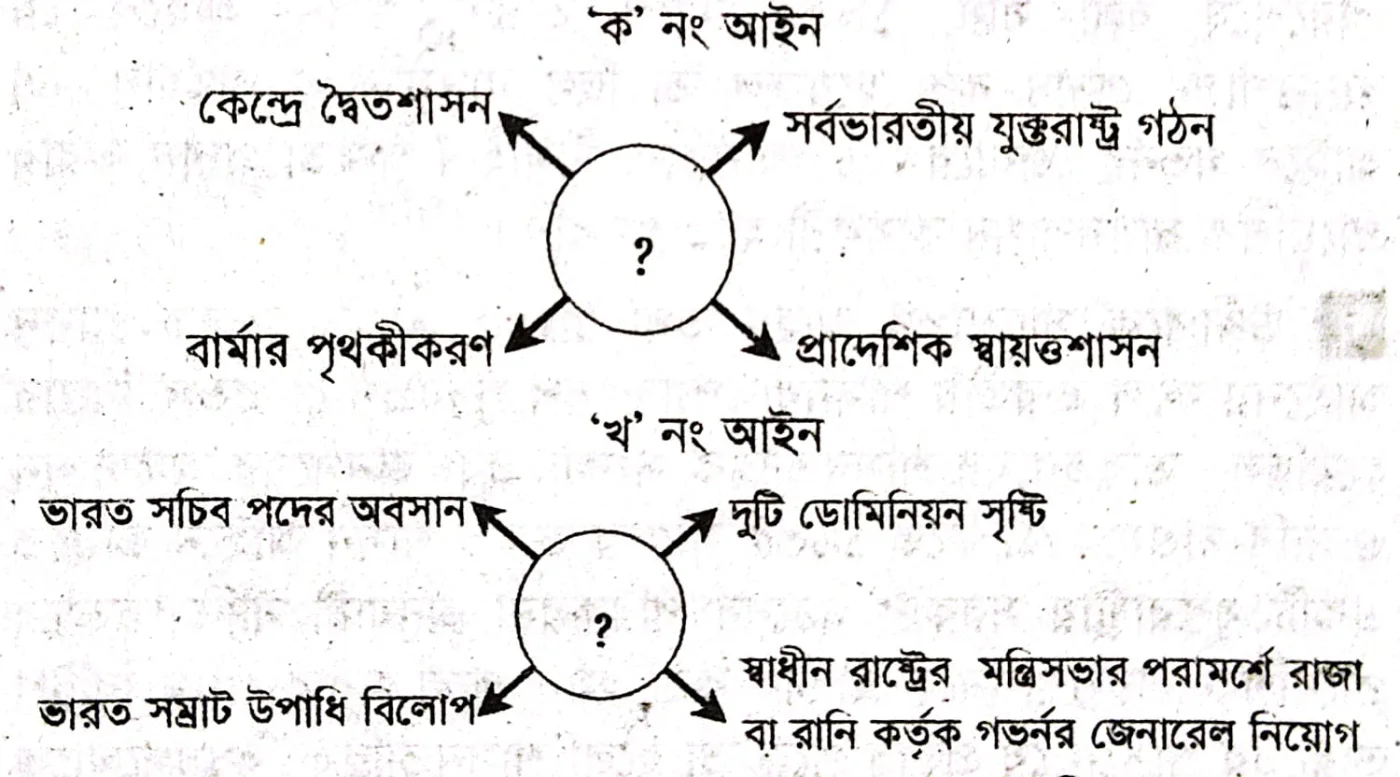 ‘ক’ নং আইন
কেন্দ্রে দ্বৈতশাসন
সর্বভারতীয় যুক্তরাষ্ট্র গঠন
?
বার্মার পৃথকীকরণ
প্রাদেশিক স্বায়ত্তশাসন
‘খ’ নং আইন
ভারত সচিব পদের অবসান
দুটি ডোমিনিয়ন সৃষ্টি
?
ভারত সম্রাট উপাধি বিলোপ
স্বাধীন রাষ্ট্রের মন্ত্রিসভার পরামর্শে রাজা
বা রানি কর্তৃক গভর্নর জেনারেল নিয়োগ